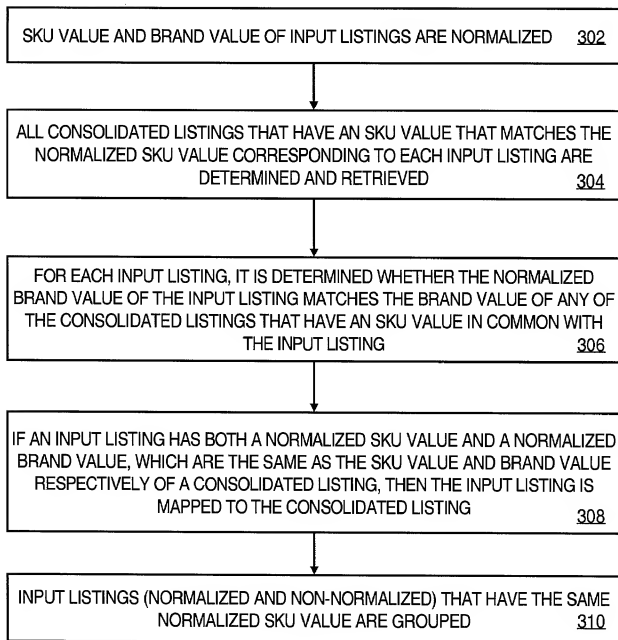 SKU VALUE AND BRAND VALUE OF INPUT LISTINGS ARE NORMALIZED 302
ALL CONSOLIDATED LISTINGS THAT HAVE AN SKU VALUE THAT MATCHES THE
NORMALIZED SKU VALUE CORRESPONDING TO EACH INPUT LISTING ARE
DETERMINED AND RETRIEVED 304
FOR EACH INPUT LISTING, IT IS DETERMINED WHETHER THE NORMALIZED
BRAND VALUE OF THE INPUT LISTING MATCHES THE BRAND VALUE OF ANY OF
THE CONSOLIDATED LISTINGS THAT HAVE AN SKU VALUE IN COMMON WITH
THE INPUT LISTING 306
IF AN INPUT LISTING HAS BOTH A NORMALIZED SKU VALUE AND A NORMALIZED
BRAND VALUE, WHICH ARE THE SAME AS THE SKU VALUE AND BRAND VALUE
RESPECTIVELY OF A CONSOLIDATED LISTING, THEN THE INPUT LISTING IS
MAPPED TO THE CONSOLIDATED LISTING 308
INPUT LISTINGS (NORMALIZED AND NON-NORMALIZED) THAT HAVE THE SAME
NORMALIZED SKU VALUE ARE GROUPED 310